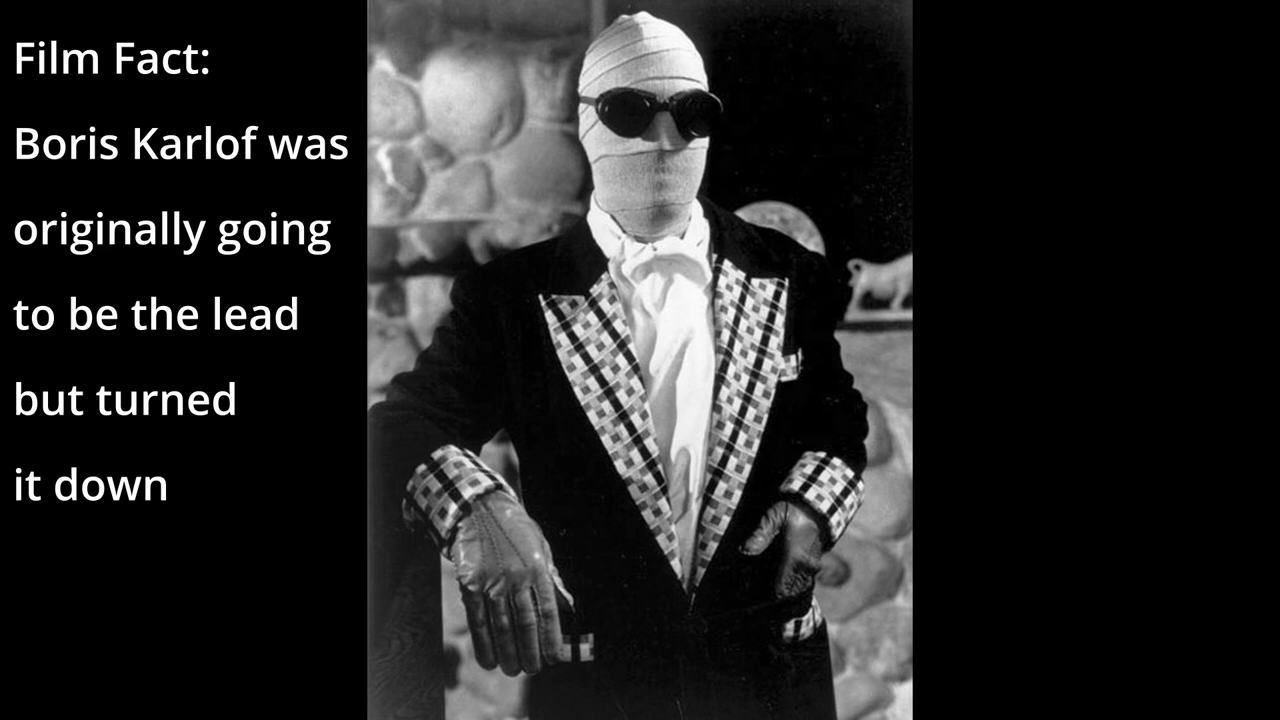 Film Fact:
Boris Karlof was
originally going
to be the lead
but turned
it down